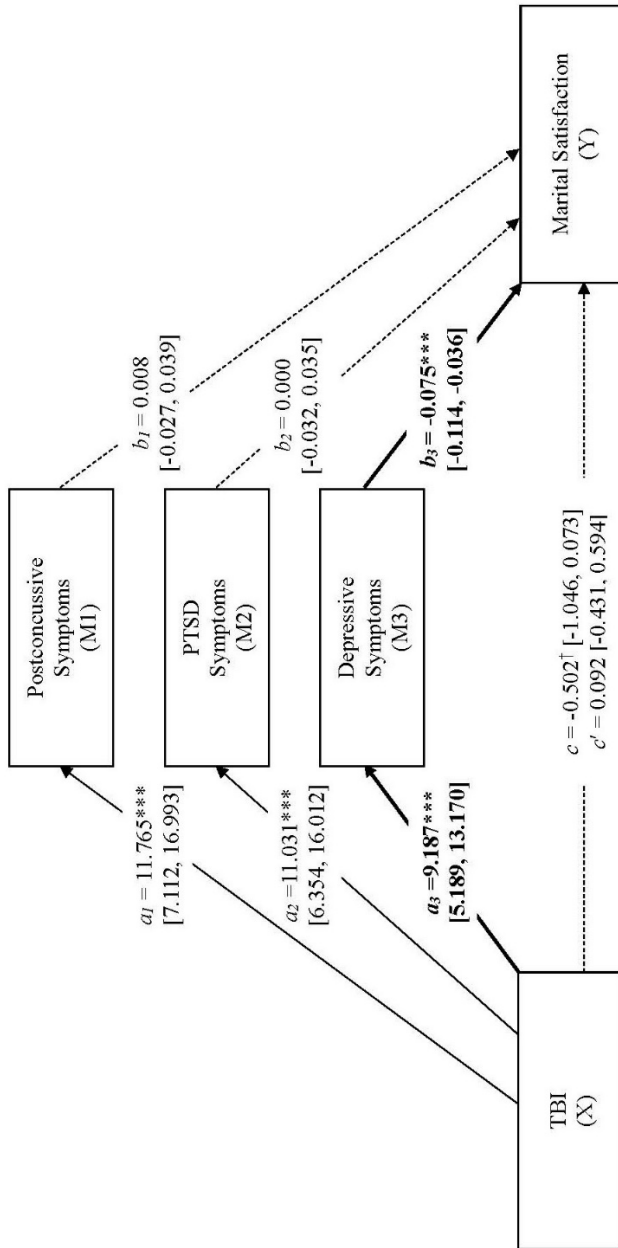 Postconcussive
Symptoms
(M1)
a1 = 11.765***
[7.112, 16.993]
b1 = 0.008
[-0.027, 0.039]
PTSD
Symptoms
(M2)
a2 = 11.031***
[6.354, 16.012]
b2 = 0.000
[-0.032, 0.035]
Depressive
Symptoms
(M3)
a3 =9.187***
[5.189, 13.170]
b3 = -0.075***
[-0.114, -0.036]
TBI
(X)
Marital Satisfaction
(Y)
c = -0.502† [-1.046, 0.073]
c' = 0.092 [-0.431, 0.594]